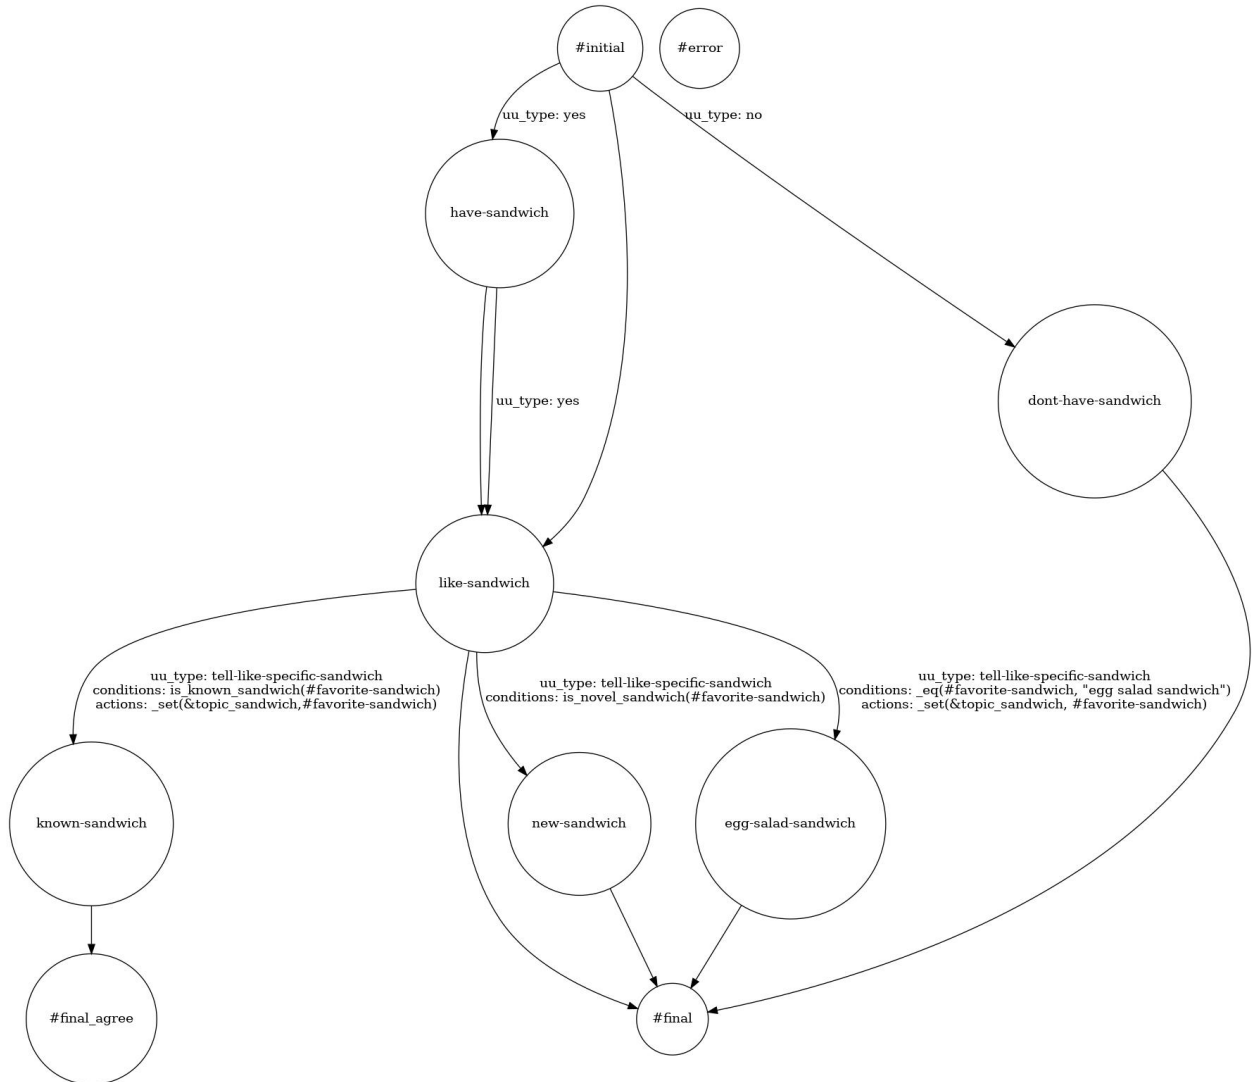 #initial
#error
uu_type: yes
uu_type: no
have-sandwich
uu_type: yes
dont-have-sandwich
like-sandwich
uu_type: tell-like-specific-sandwich
conditions: is_known_sandwich(#favorite-sandwich)
actions: _set(&topic_sandwich,#favorite-sandwich)
uu_type: tell-like-specific-sandwich
conditions: is_novel_sandwich(#favorite-sandwich)
uu_type: tell-like-specific-sandwich
conditions: _eq(#favorite-sandwich, \"egg salad sandwich\")
actions: _set(&topic_sandwich, #favorite-sandwich)
known-sandwich
new-sandwich
egg-salad-sandwich
#final_agree
#final